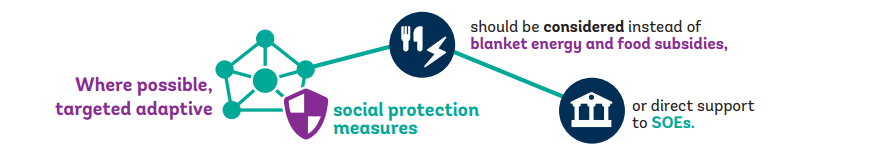 Where possible,
targeted adaptive
social protection
measures
should be considered instead of
blanket energy and food subsidies,
or direct support
to SOEs.